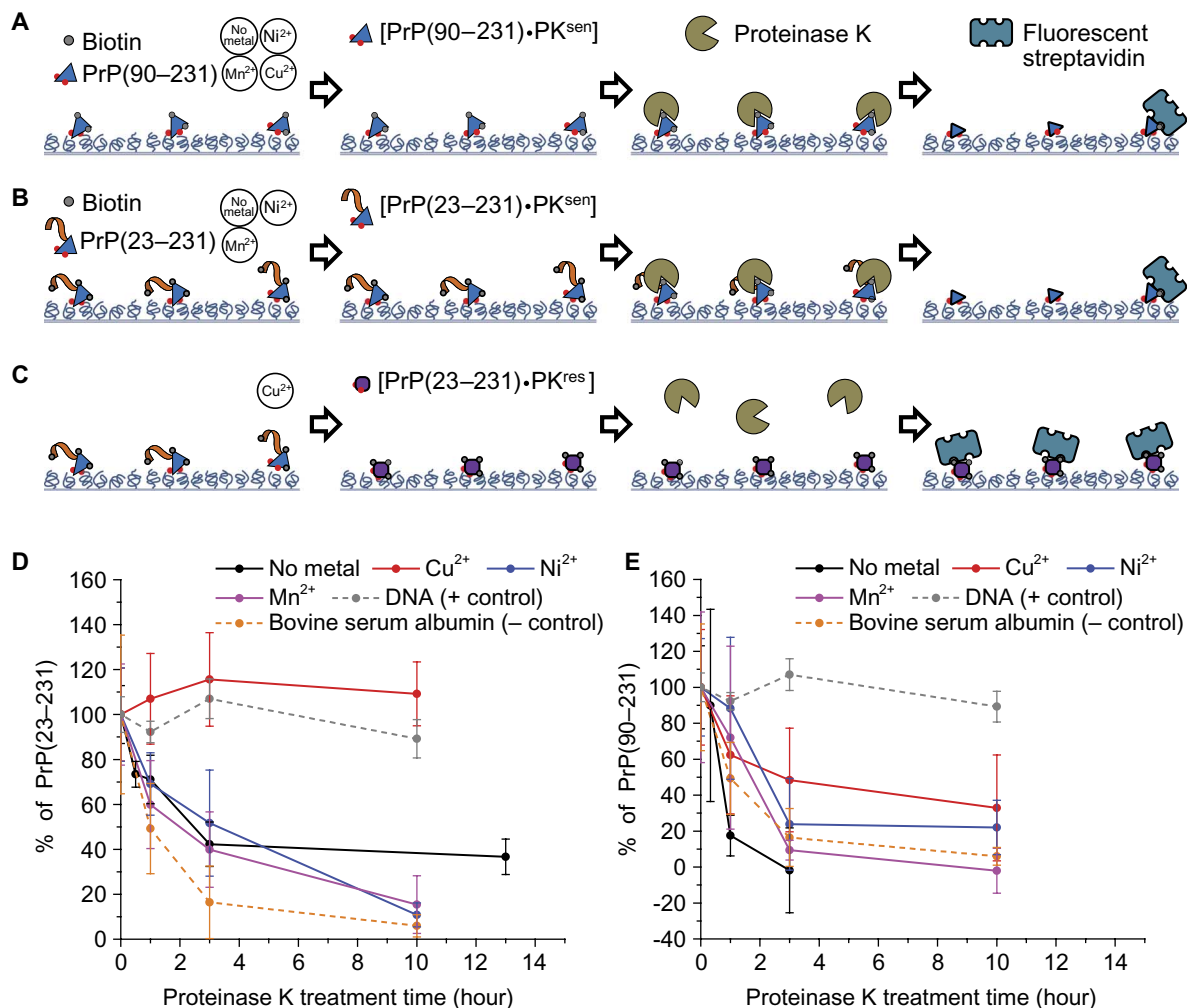 A
Biotin
No metal
Ni²⁺
PrP(90–231)
Mn²⁺
Cu²⁺
[PrP(90–231)•PKˢᵉⁿ]
Proteinase K
Fluorescent
streptavidin
B
Biotin
No metal
Ni²⁺
PrP(23–231)
Mn²⁺
[PrP(23–231)•PKˢᵉⁿ]
C
Cu²⁺
[PrP(23–231)•PKʳᵉˢ]
D
No metal Cu²⁺ Ni²⁺
Mn²⁺ DNA (+ control)
Bovine serum albumin (– control)
% of PrP(23–231)
160
140
120
100
80
60
40
20
0
0 2 4 6 8 10 12 14
Proteinase K treatment time (hour)
E
No metal Cu²⁺ Ni²⁺
Mn²⁺ DNA (+ control)
Bovine serum albumin (– control)
% of PrP(90–231)
160
140
120
100
80
60
40
20
0
-20
-40
0 2 4 6 8 10 12 14
Proteinase K treatment time (hour)